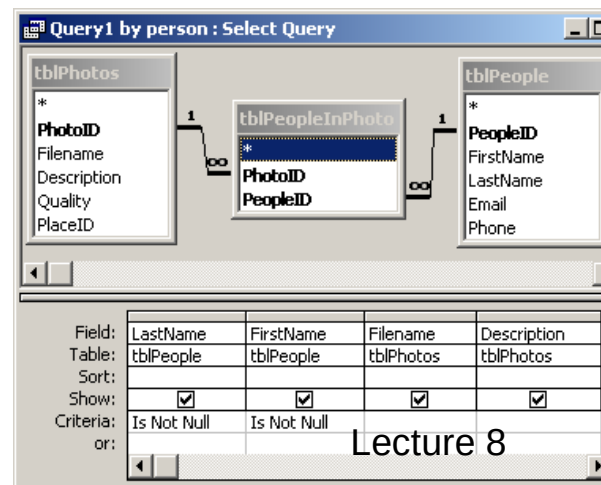 Query1 by person : Select Query
tblPhotos
*
PhotoID
Filename
Description
Quality
PlaceID
1
∞
tblPeopleInPhoto
*
PhotoID
PeopleID
1
∞
tblPeople
*
PeopleID
FirstName
LastName
Email
Phone
Field: LastName FirstName Filename Description
Table: tblPeople tblPeople tblPhotos tblPhotos
Sort:
Show:
Criteria: Is Not Null Is Not Null
or:
Lecture 8